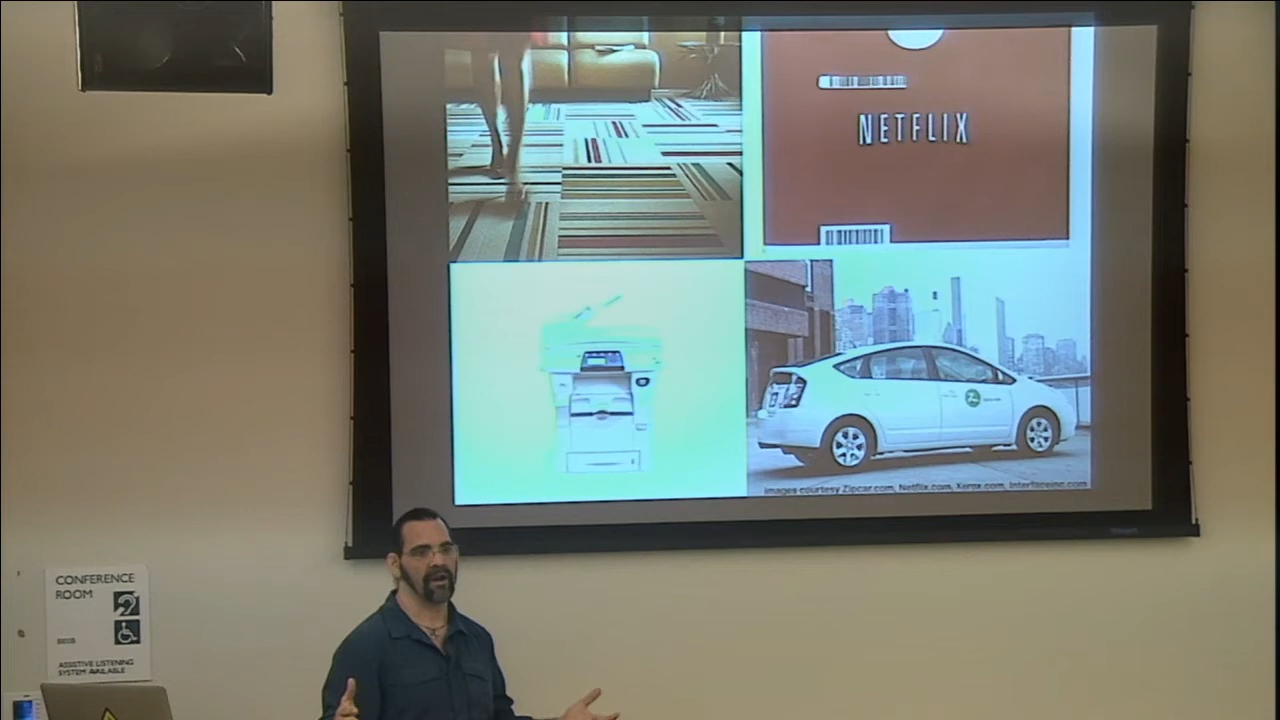 NETFLIX
images courtesy Zipcar.com, Netflix.com, Xerox.com, Interfaceinc.com
CONFERENCE
ROOM
ASSISTIVE LISTENING
SYSTEM AVAILABLE